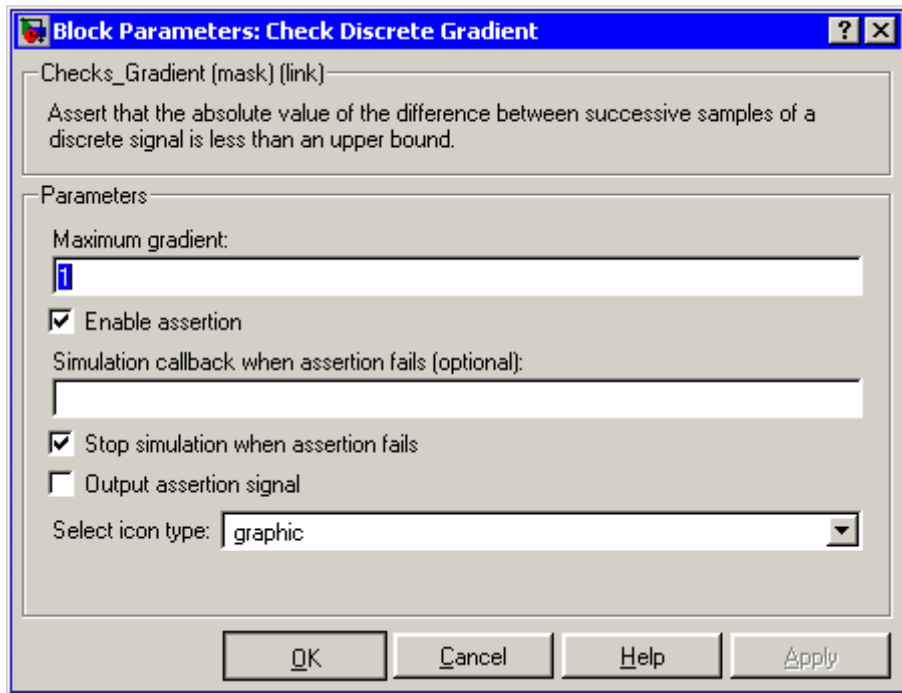 Block Parameters: Check Discrete Gradient
Checks_Gradient (mask) (link)
Assert that the absolute value of the difference between successive samples of a
discrete signal is less than an upper bound.
Parameters
Maximum gradient:
1
Enable assertion
Simulation callback when assertion fails (optional):
Stop simulation when assertion fails
Output assertion signal
Select icon type: graphic
OK Cancel Help Apply